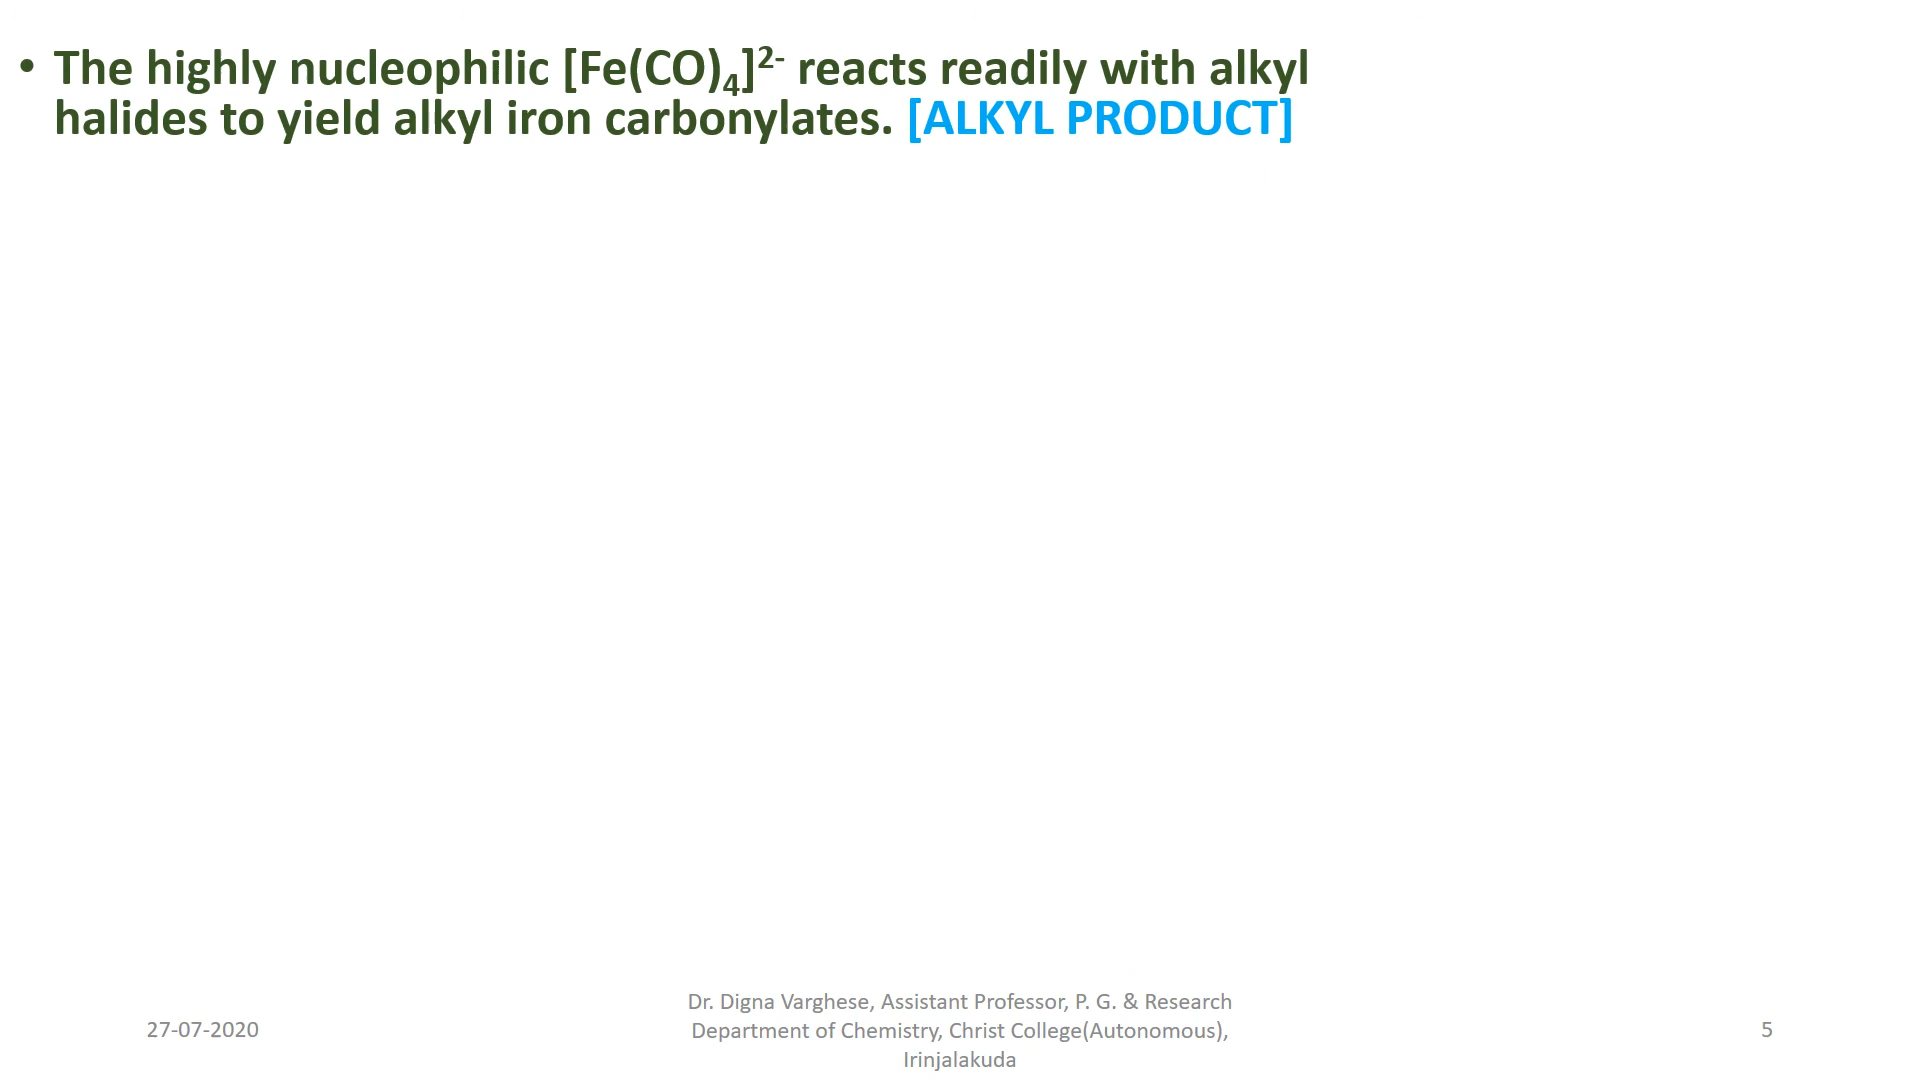 • The highly nucleophilic [Fe(CO)₄]²⁻ reacts readily with alkyl
halides to yield alkyl iron carbonylates. [ALKYL PRODUCT]
27-07-2020
Dr. Digna Varghese, Assistant Professor, P. G. & Research
Department of Chemistry, Christ College(Autonomous),
Irinjalakuda
5